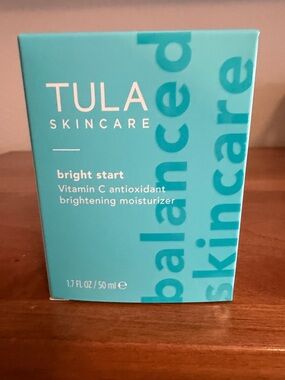 TULA
SKINCARE
bright start
Vitamin C antioxidant
brightening moisturizer
1.7 FL OZ / 50 ml ℮
balanced
skincare